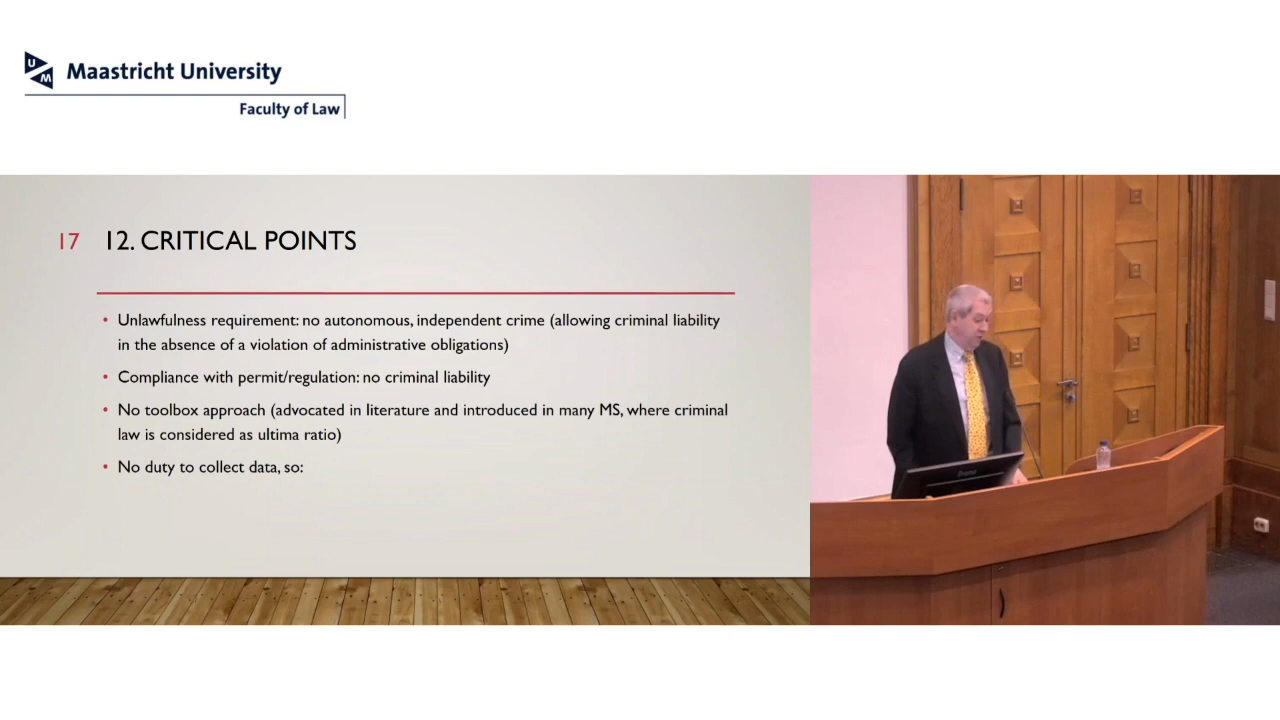 U
M
Maastricht University
Faculty of Law
17 12. CRITICAL POINTS
• Unlawfulness requirement: no autonomous, independent crime (allowing criminal liability
in the absence of a violation of administrative obligations)
• Compliance with permit/regulation: no criminal liability
• No toolbox approach (advocated in literature and introduced in many MS, where criminal
law is considered as ultima ratio)
• No duty to collect data, so: